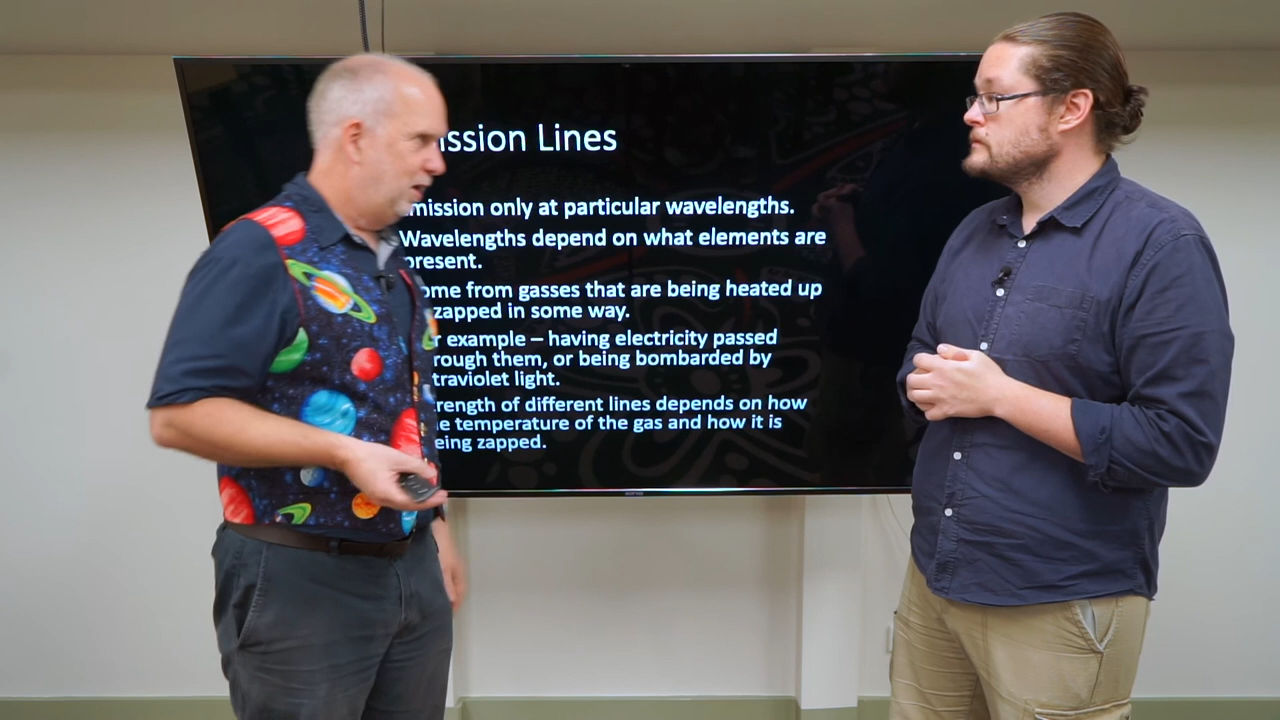 ission Lines
mission only at particular wavelengths.
Wavelengths depend on what elements are
present.
ome from gasses that are being heated up
zapped in some way.
r example – having electricity passed
rough them, or being bombarded by
traviolet light.
trength of different lines depends on how
e temperature of the gas and how it is
eing zapped.